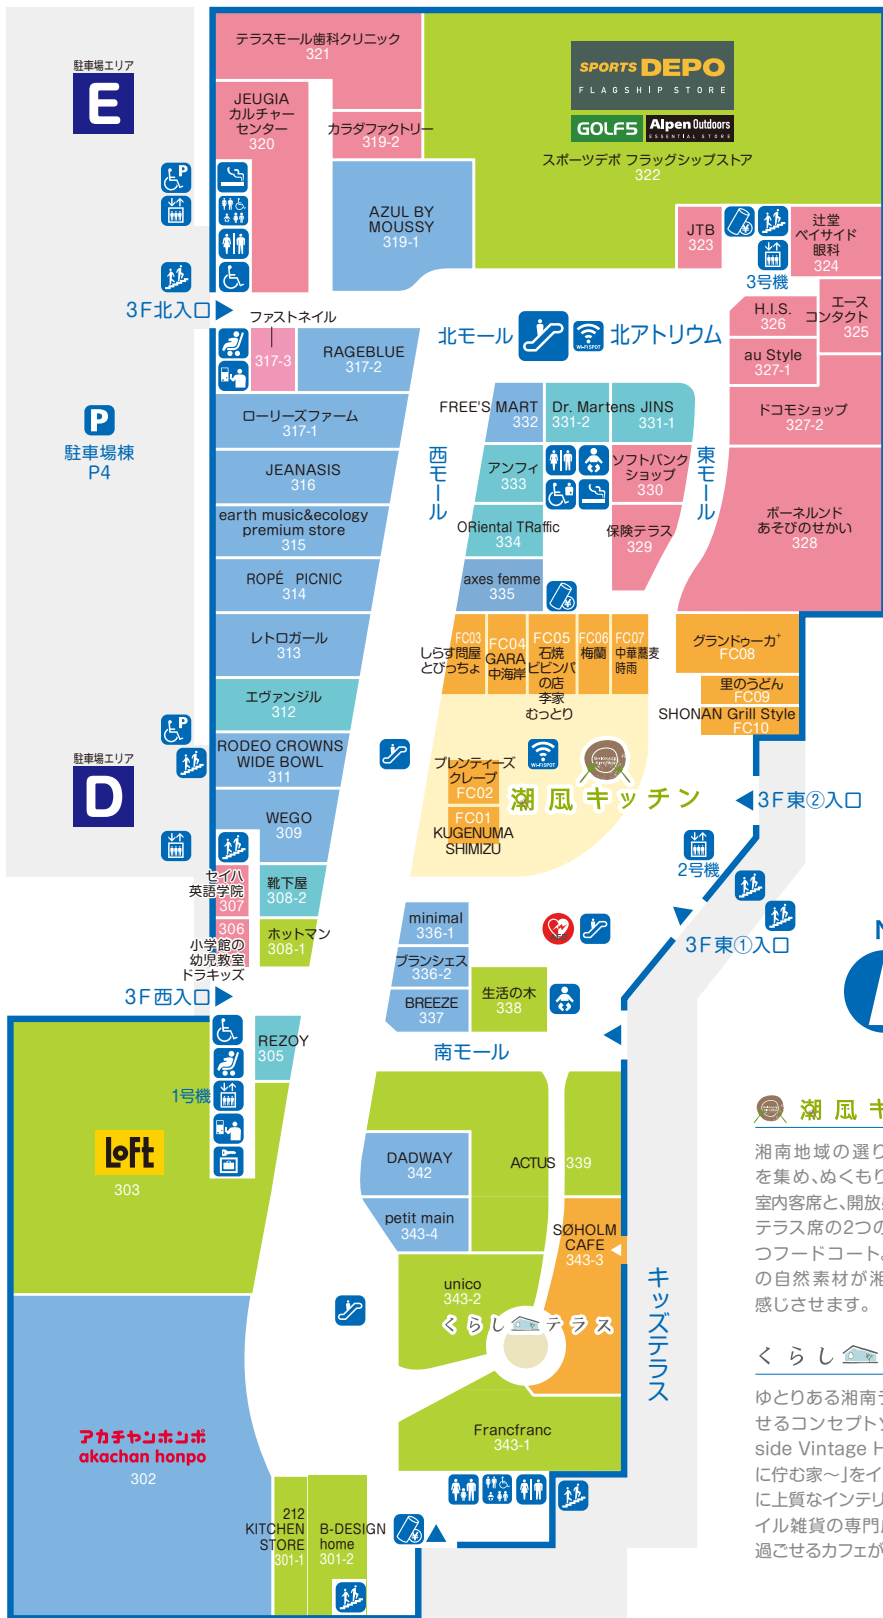 テラスモール歯科クリニック
321
駐車場エリア
E
SPORTS DEPO
FLAGSHIP STORE
GOLF5
Alpen Outdoors
ESSENTIAL STORE
スポーツデポ フラッグシップストア
322
JEUGIA
カルチャー
センター
320
カラダファクトリー
319-2
AZUL BY
MOUSSY
319-1
JTB
323
辻堂
ベイサイド
眼科
324
3号機
3F北入口
ファストネイル
317-3
RAGEBLUE
317-2
北モール
Wi-Fi SPOT
北アトリウム
H.I.S.
326
エース
コンタクト
325
au Style
327-1
ドコモショップ
327-2
P
駐車場棟
P4
ローリーズファーム
317-1
西モール
FREE'S MART
332
Dr. Martens
331-2
JINS
331-1
東モール
JEANASIS
316
アンフィ
333
ソフトバンク
ショップ
330
earth music&ecology
premium store
315
ORiental TRaffic
334
保険テラス
329
ボーネルンド
あそびのせかい
328
ROPÉ PICNIC
314
axes femme
335
レトロガール
313
FC03
しらす問屋
とびっちょ
FC04
GARA
中海岸
FC05
石焼
ビビンバ
の店
李家
むっとり
FC06
梅蘭
FC07
中華蕎麦
時雨
グランドゥーカ+
FC08
里のうどん
FC09
SHONAN Grill Style
FC10
エヴァンジル
312
RODEO CROWNS
WIDE BOWL
311
駐車場エリア
D
Wi-Fi SPOT
プレンティーズ
クレープ
FC02
潮風キッチン
FC01
KUGENUMA
SHIMIZU
3F東②入口
WEGO
309
2号機
セイハ
英語学院
307
靴下屋
308-2
306
小学館の
幼児教室
ドラキッズ
ホットマン
308-1
minimal
336-1
AED
3F東①入口
N
ブランシェス
336-2
BREEZE
337
生活の木
338
3F西入口
REZOY
305
南モール
1号機
LOFT
303
DADWAY
342
ACTUS 339
petit main
343-4
SØHOLM
CAFE
343-3
unico
343-2
くらしテラス
キッズテラス
アカチャンホンポ
akachan honpo
302
Francfranc
343-1
212
KITCHEN
STORE
301-1
B-DESIGN
home
301-2
潮風キ
湘南地域の選り
を集め、ぬくもり
室内客席と、開放
テラス席の2つの
つフードコート。
の自然素材が湘
感じさせます。
くらし
ゆとりある湘南ラ
せるコンセプトゾ
side Vintage H
に佇む家〜」をイ
に上質なインテリ
イル雑貨の専門
過ごせるカフェが